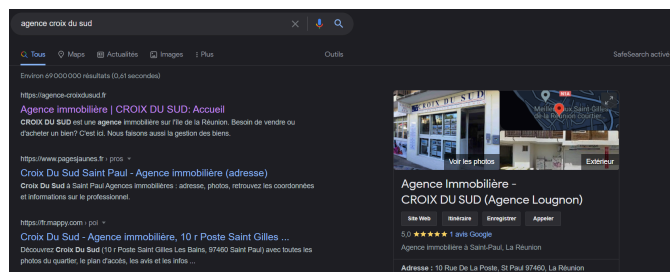 agence croix du sud
Tous
Maps
Actualités
Images
Plus
Outils
SafeSearch activé
Environ 69 000 000 résultats (0,61 secondes)
https://agence-croixdusud.fr
Agence immobilière | CROIX DU SUD: Accueil
CROIX DU SUD est une agence immobilière sur l'île de la Réunion. Besoin de vendre ou
d'acheter un bien? C'est ici. Nous faisons aussi la gestion des biens.
https://www.pagesjaunes.fr › pros
Croix Du Sud Saint Paul - Agence immobilière (adresse)
Croix Du Sud à Saint Paul Agences immobilières : adresse, photos, retrouvez les coordonnées
et informations sur le professionnel.
https://fr.mappy.com › poi
Croix Du Sud - Agence immobilière, 10 r Poste Saint Gilles ...
Découvrez Croix Du Sud (10 r Poste Saint Gilles Les Bains, 97460 Saint Paul) avec toutes les
photos du quartier, le plan d'accès, les avis et les infos ...
CROIX DU SUD
N1A
de la Réunion
Voir les photos
Extérieur
Agence Immobilière -
CROIX DU SUD (Agence Lougnon)
Site Web
Itinéraire
Enregistrer
Appeler
5,0 ★★★★★ 1 avis Google
Agence immobilière à Saint-Paul, La Réunion
Adresse : 10 Rue De La Poste, St Paul 97460, La Réunion